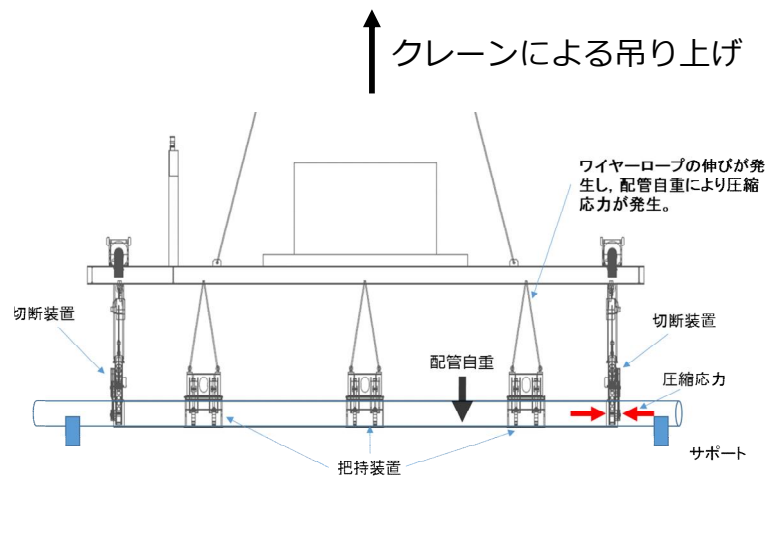 クレーンによる吊り上げ
ワイヤーロープの伸びが発
生し，配管自重により圧縮
応力が発生。
切断装置
切断装置
配管自重
圧縮応力
サポート
把持装置